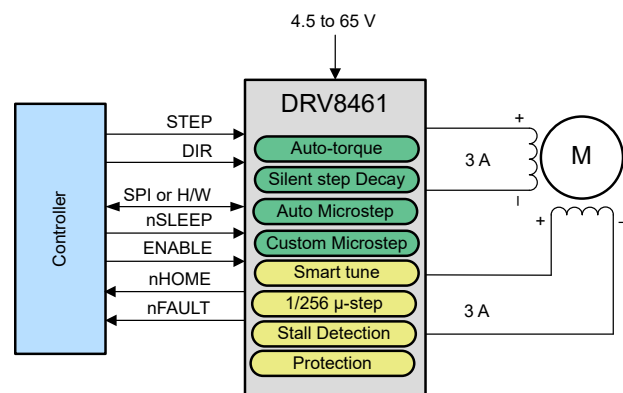 4.5 to 65 V
DRV8461
Controller
STEP
DIR
SPI or H/W
nSLEEP
ENABLE
nHOME
nFAULT
Auto-torque
Silent step Decay
Auto Microstep
Custom Microstep
Smart tune
1/256 µ-step
Stall Detection
Protection
+
3 A
–
M
+
-
3 A